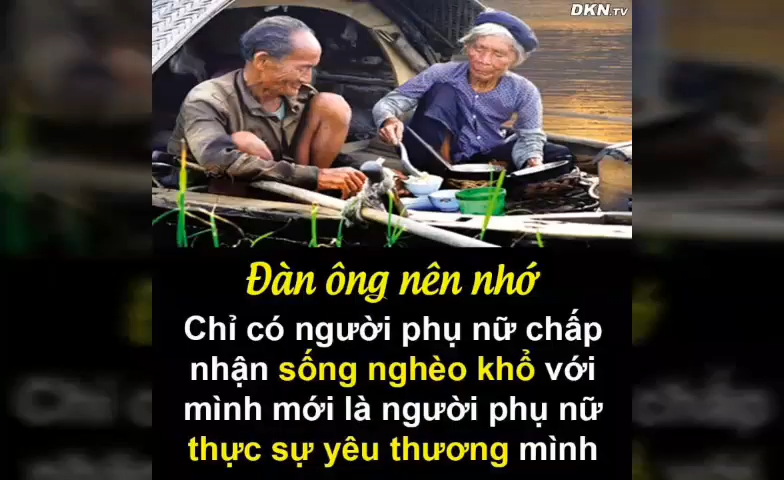 DKN.TV
Đàn ông nên nhớ
Chỉ có người phụ nữ chấp
nhận sống nghèo khổ với
mình mới là người phụ nữ
thực sự yêu thương mình